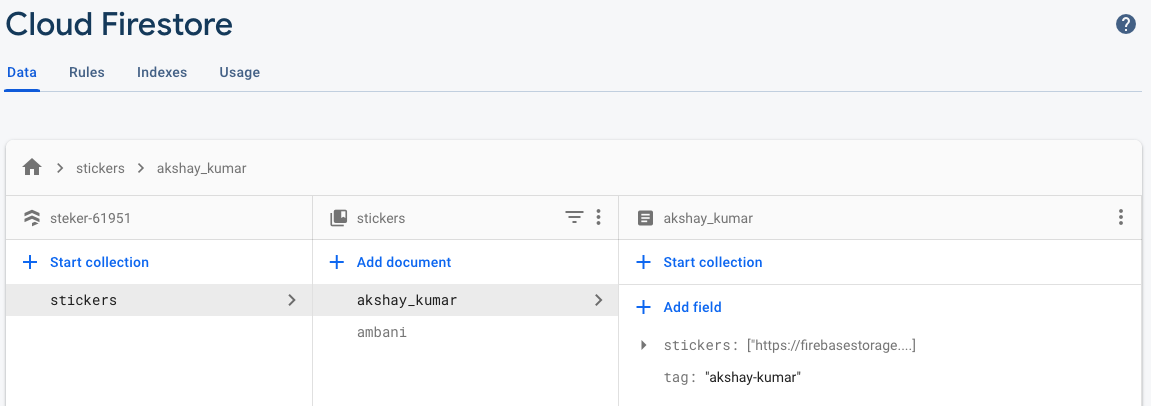 Cloud Firestore
Data Rules Indexes Usage
stickers akshay_kumar
steker-61951 stickers akshay_kumar
Start collection Add document Start collection
stickers akshay_kumar Add field
ambani
stickers: ["https://firebasestorage....]
tag: "akshay-kumar"